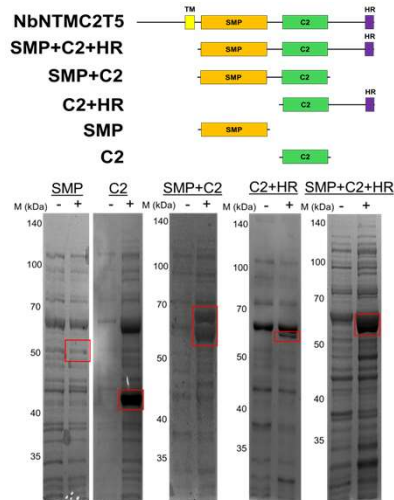 NbNTMC2T5 TM SMP C2 HR
SMP+C2+HR SMP C2 HR
SMP+C2 SMP C2
C2+HR C2 HR
SMP SMP
C2 C2
SMP C2 SMP+C2 C2+HR SMP+C2+HR
M (kDa) - + - + M (kDa) - + M (kDa) - + M (kDa) - +
140 140 140 140
100 100 100 100
70 70 70 70
50 50 50 50
40 40 40 40
35 35 35 35